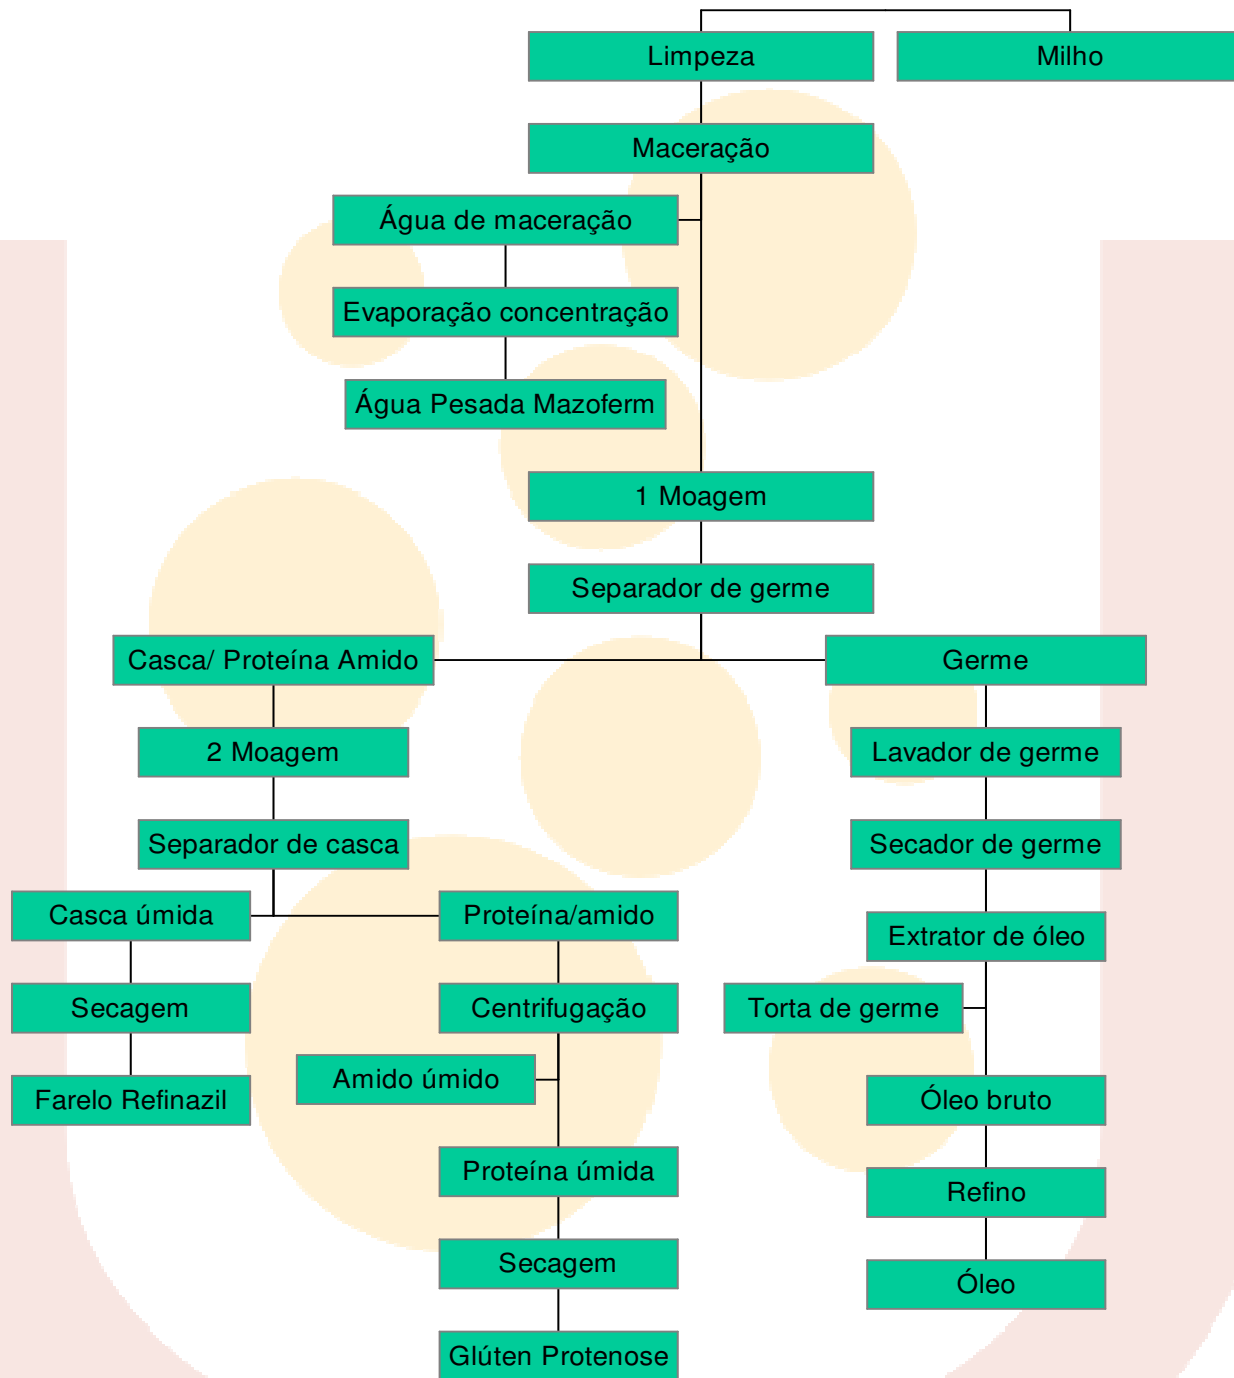 Limpeza
Milho
Maceração
Água de maceração
Evaporação concentração
Água Pesada Mazoferm
1 Moagem
Separador de germe
Casca/ Proteína Amido
Germe
2 Moagem
Lavador de germe
Separador de casca
Secador de germe
Casca úmida
Proteína/amido
Extrator de óleo
Secagem
Centrifugação
Torta de germe
Amido úmido
Farelo Refinazil
Óleo bruto
Proteína úmida
Refino
Secagem
Óleo
Glúten Protenose